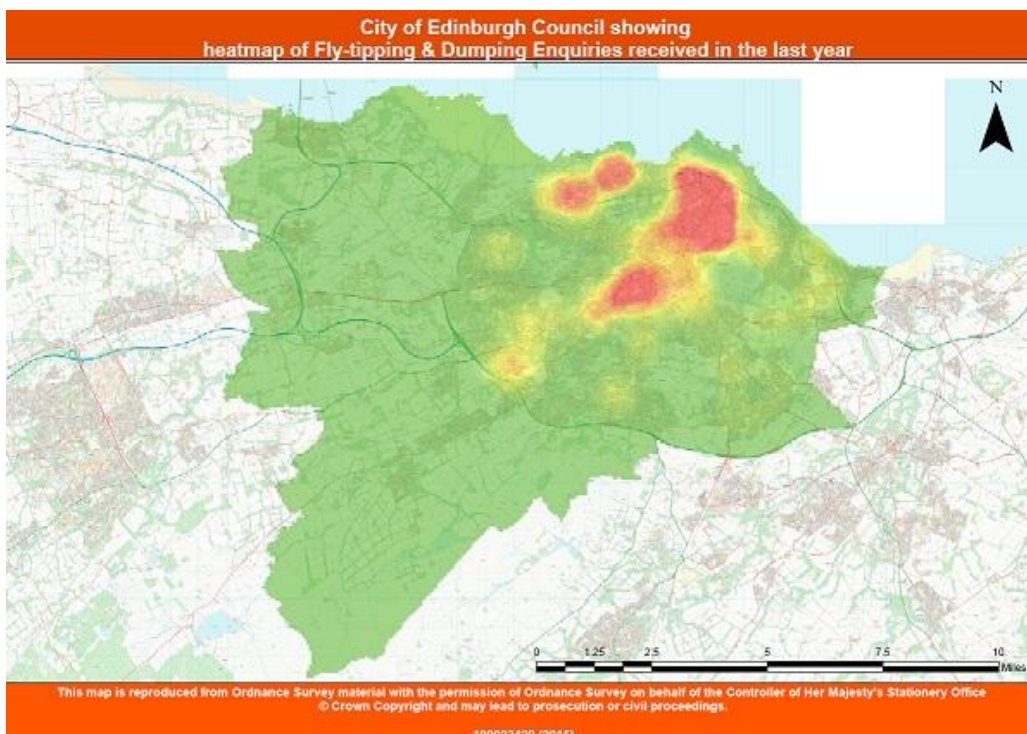 City of Edinburgh Council showing
heatmap of Fly-tipping & Dumping Enquiries received in the last year
N
0 1.25 2.5 5 7.5 10
Miles
This map is reproduced from Ordnance Survey material with the permission of Ordnance Survey on behalf of the Controller of Her Majesty's Stationery Office
© Crown Copyright and may lead to prosecution or civil proceedings.